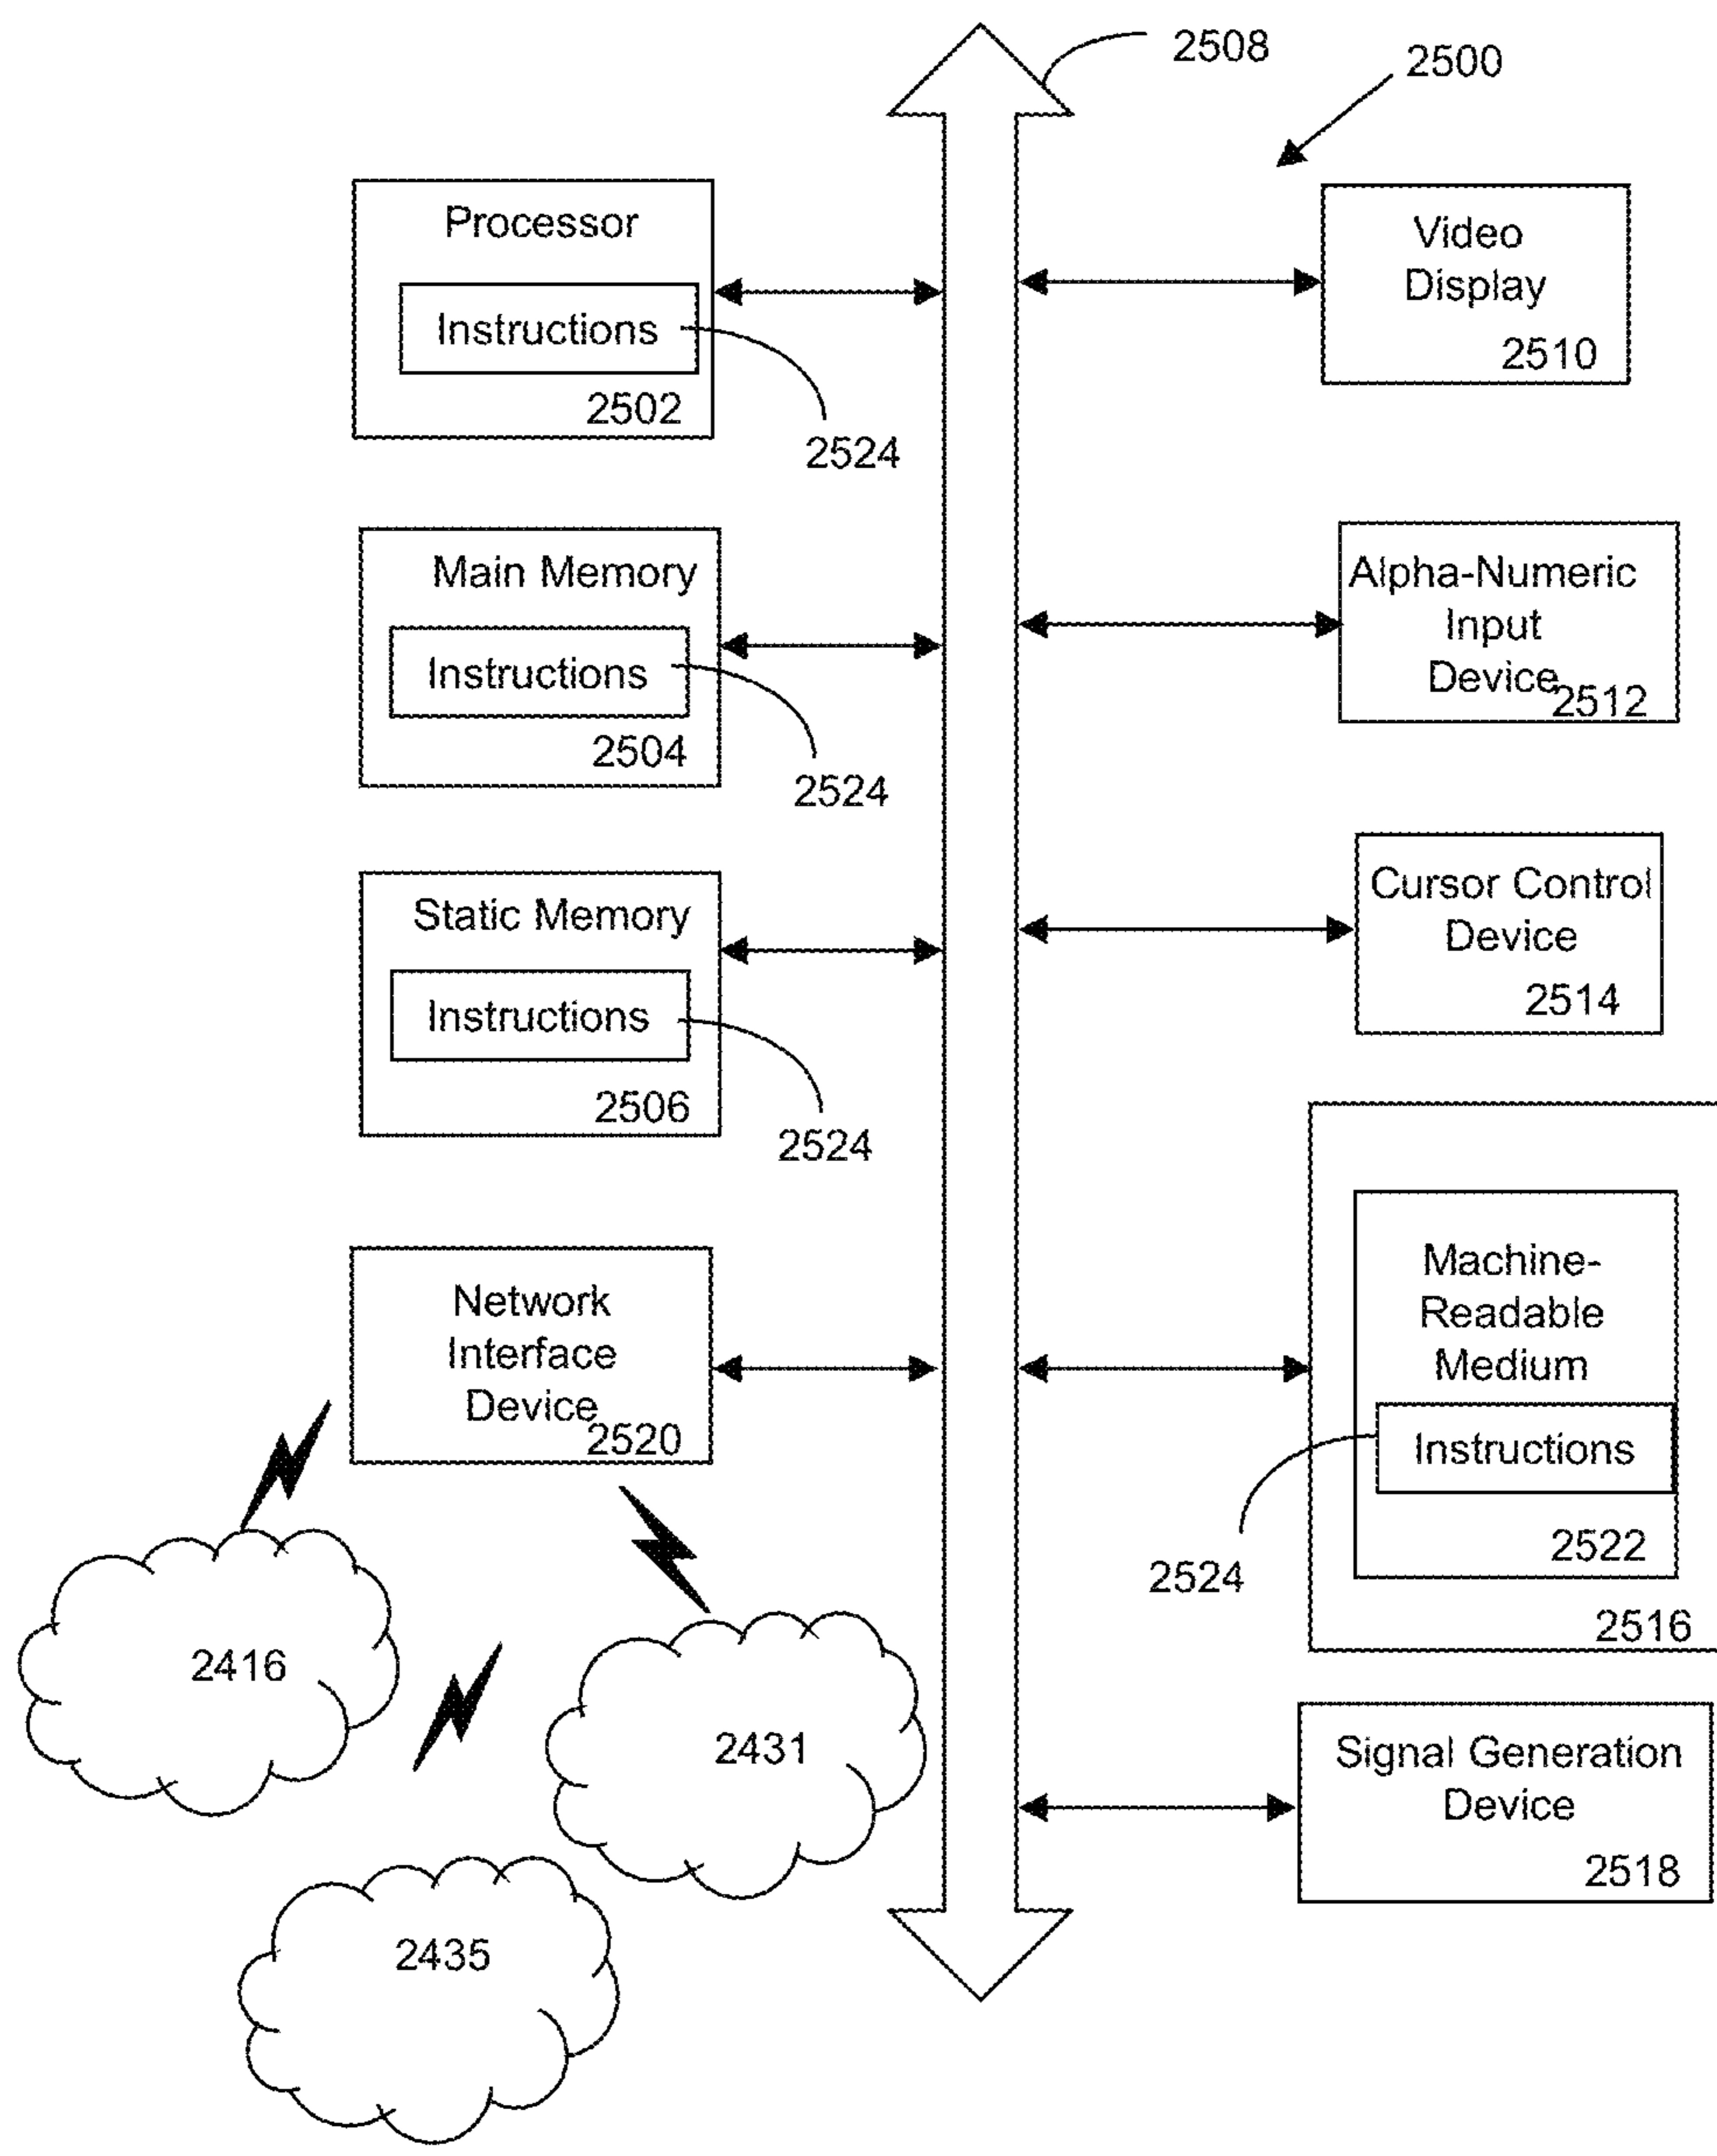 2508
2500
Processor
Instructions
2502
2524
Video
Display
2510
Main Memory
Instructions
2504
2524
Alpha-Numeric
Input
Device
2512
Static Memory
Instructions
2506
2524
Cursor Control
Device
2514
Network
Interface
Device
2520
Machine-
Readable
Medium
Instructions
2522
2524
2516
2416
2431
2435
Signal Generation
Device
2518